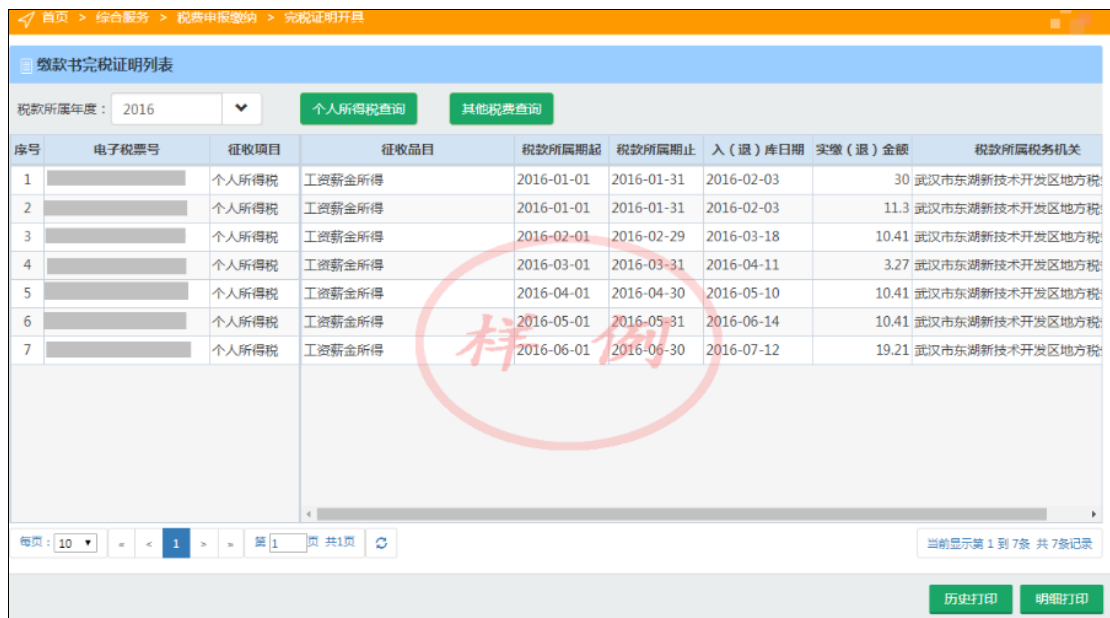 首页 > 综合服务 > 税费申报缴纳 > 完税证明开具
缴款书完税证明列表
税款所属年度： 2016 个人所得税查询 其他税费查询
序号 电子税票号 征收项目 征收品目 税款所属期起 税款所属期止 入（退）库日期 实缴（退）金额 税款所属税务机关
1 个人所得税 工资薪金所得 2016-01-01 2016-01-31 2016-02-03 30 武汉市东湖新技术开发区地方税
2 个人所得税 工资薪金所得 2016-01-01 2016-01-31 2016-02-03 11.3 武汉市东湖新技术开发区地方税
3 个人所得税 工资薪金所得 2016-02-01 2016-02-29 2016-03-18 10.41 武汉市东湖新技术开发区地方税
4 个人所得税 工资薪金所得 2016-03-01 2016-03-31 2016-04-11 3.27 武汉市东湖新技术开发区地方税
5 个人所得税 工资薪金所得 2016-04-01 2016-04-30 2016-05-10 10.41 武汉市东湖新技术开发区地方税
6 个人所得税 工资薪金所得 2016-05-01 2016-05-31 2016-06-14 10.41 武汉市东湖新技术开发区地方税
7 个人所得税 工资薪金所得 2016-06-01 2016-06-30 2016-07-12 19.21 武汉市东湖新技术开发区地方税
样例
每页： 10 « < 1 > » 第 1 页 共1页 当前显示第 1 到 7条 共 7条记录
历史打印 明细打印